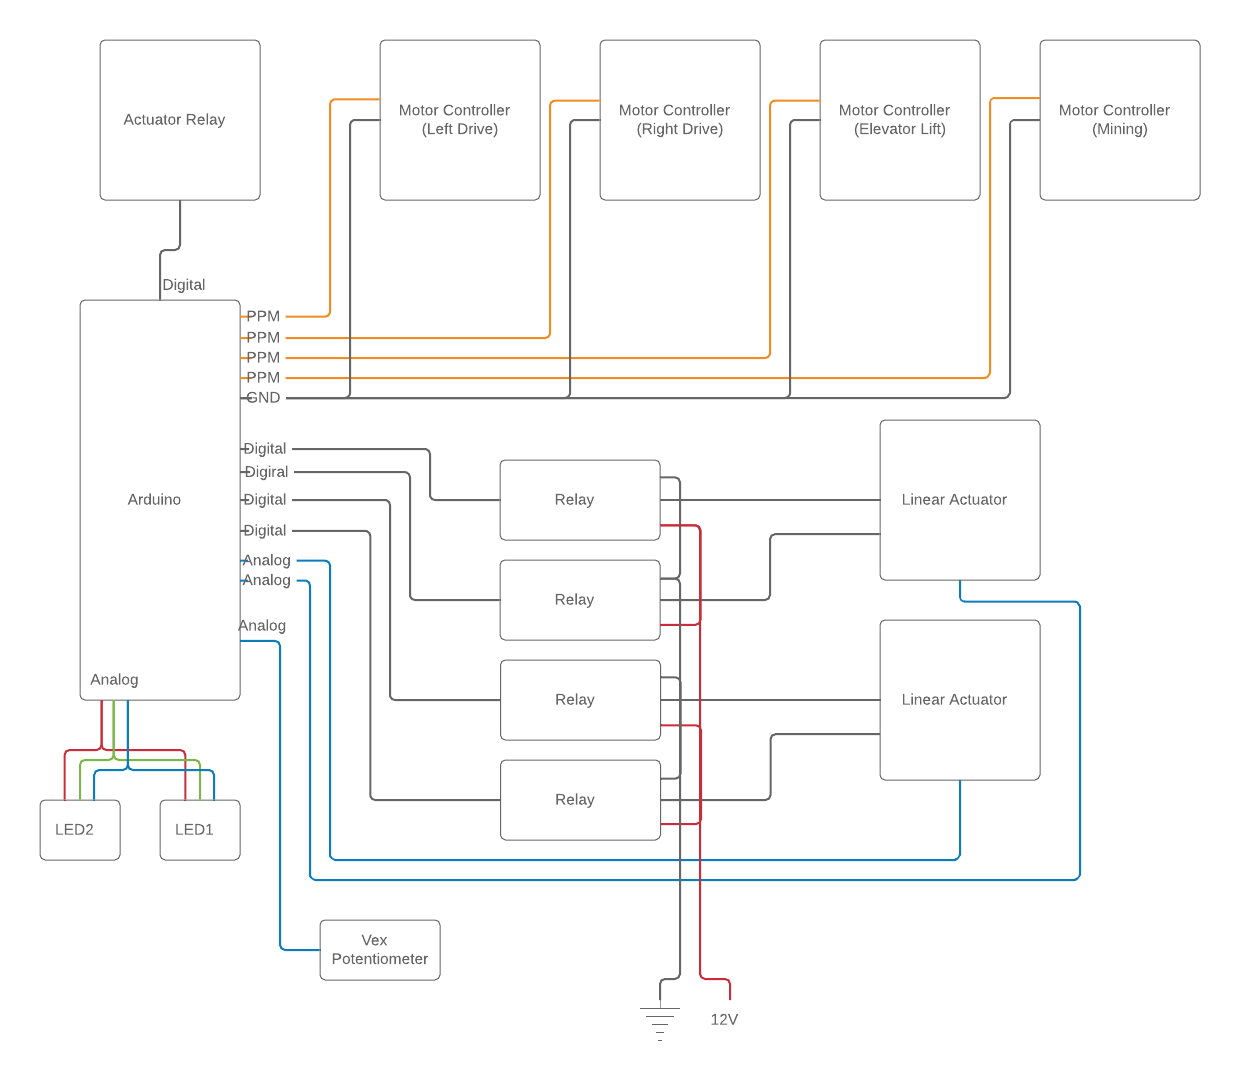 Actuator Relay
Motor Controller
(Left Drive)
Motor Controller
(Right Drive)
Motor Controller
(Elevator Lift)
Motor Controller
(Mining)
Digital
PPM
PPM
PPM
PPM
GND
Arduino
Digital
Digiral
Digital
Digital
Analog
Analog
Analog
Analog
Relay
Relay
Relay
Relay
Linear Actuator
Linear Actuator
LED2
LED1
Vex
Potentiometer
12V